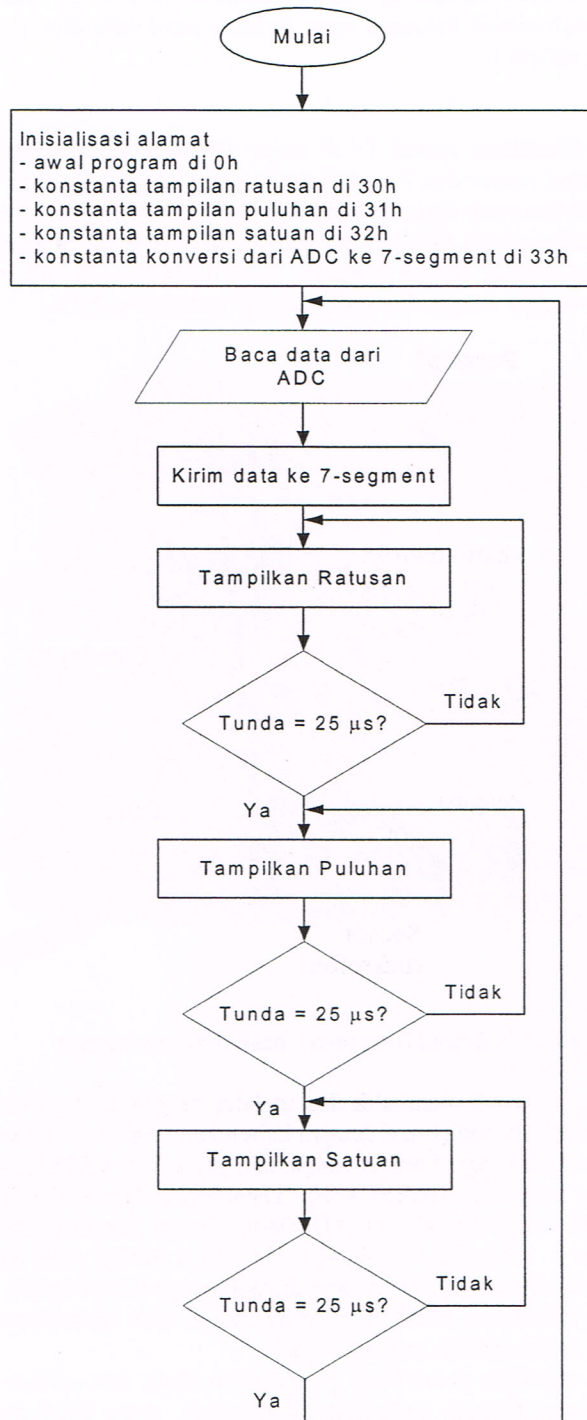 Mulai
Inisialisasi alamat
- awal program di 0h
- konstanta tampilan ratusan di 30h
- konstanta tampilan puluhan di 31h
- konstanta tampilan satuan di 32h
- konstanta konversi dari ADC ke 7-segment di 33h
Baca data dari
ADC
Kirim data ke 7-segment
Tampilkan Ratusan
Tunda = 25 μs?
Tidak
Ya
Tampilkan Puluhan
Tunda = 25 μs?
Tidak
Ya
Tampilkan Satuan
Tunda = 25 μs?
Tidak
Ya